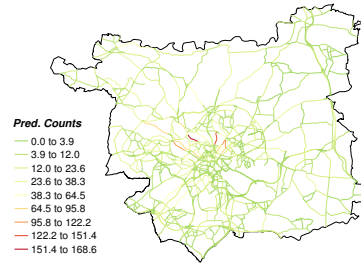 Pred. Counts
0.0 to 3.9
3.9 to 12.0
12.0 to 23.6
23.6 to 38.3
38.3 to 64.5
64.5 to 95.8
95.8 to 122.2
122.2 to 151.4
151.4 to 168.6